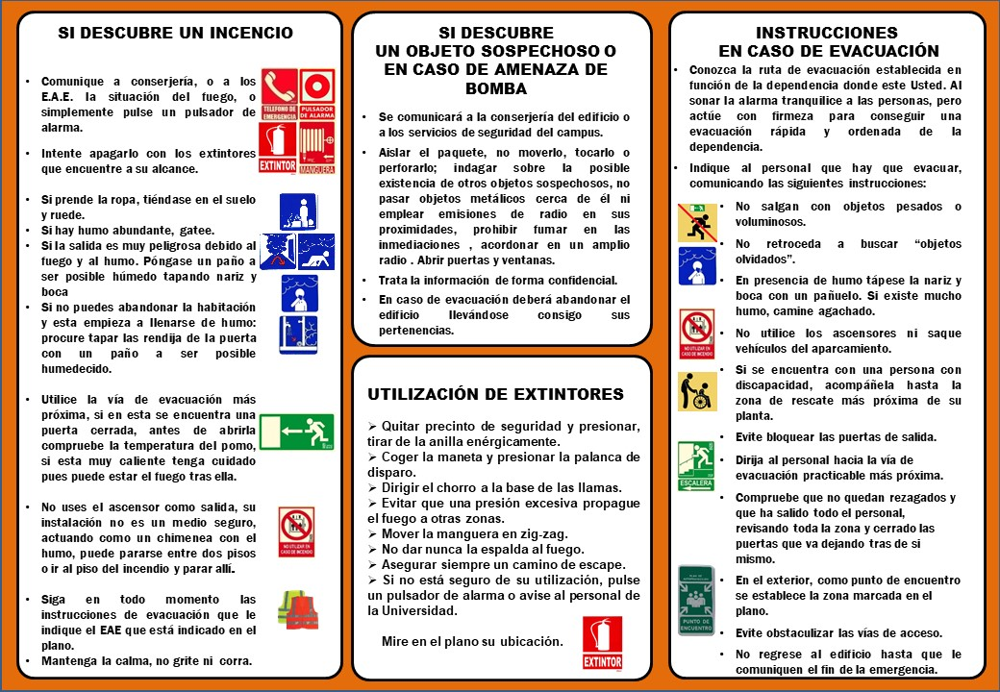 SI DESCUBRE UN INCENCIO
• Comunique a conserjería, o a los
E.A.E. la situación del fuego, o
simplemente pulse un pulsador de
alarma.
• Intente apagarlo con los extintores
que encuentre a su alcance.
• Si prende la ropa, tiéndase en el suelo
y ruede.
• Si hay humo abundante, gatee.
• Si la salida es muy peligrosa debido al
fuego y al humo. Póngase un paño a
ser posible húmedo tapando nariz y
boca
• Si no puedes abandonar la habitación
y esta empieza a llenarse de humo:
procure tapar las rendija de la puerta
con un paño a ser posible
humedecido.
• Utilice la vía de evacuación más
próxima, si en esta se encuentra una
puerta cerrada, antes de abrirla
compruebe la temperatura del pomo,
si esta muy caliente tenga cuidado
pues puede estar el fuego tras ella.
• No uses el ascensor como salida, su
instalación no es un medio seguro,
actuando como un chimenea con el
humo, puede pararse entre dos pisos
o ir al piso del incendio y parar allí.
• Siga en todo momento las
instrucciones de evacuación que le
indique el EAE que está indicado en el
plano.
• Mantenga la calma, no grite ni corra.
TELEFONO DE
EMERGENCIA
PULSADOR
DE ALARMA
EXTINTOR
MANGUERA
NO UTILIZAR EN
CASO DE INCENDIO
SI DESCUBRE
UN OBJETO SOSPECHOSO O
EN CASO DE AMENAZA DE
BOMBA
• Se comunicará a la conserjería del edificio o
a los servicios de seguridad del campus.
• Aislar el paquete, no moverlo, tocarlo o
perforarlo; indagar sobre la posible
existencia de otros objetos sospechosos, no
pasar objetos metálicos cerca de él ni
emplear emisiones de radio en sus
proximidades, prohibir fumar en las
inmediaciones , acordonar en un amplio
radio . Abrir puertas y ventanas.
• Trata la información de forma confidencial.
• En caso de evacuación deberá abandonar el
edificio llevándose consigo sus
pertenencias.
UTILIZACIÓN DE EXTINTORES
➢ Quitar precinto de seguridad y presionar,
tirar de la anilla enérgicamente.
➢ Coger la maneta y presionar la palanca de
disparo.
➢ Dirigir el chorro a la base de las llamas.
➢ Evitar que una presión excesiva propague
el fuego a otras zonas.
➢ Mover la manguera en zig-zag.
➢ No dar nunca la espalda al fuego.
➢ Asegurar siempre un camino de escape.
➢ Si no está seguro de su utilización, pulse
un pulsador de alarma o avise al personal de
la Universidad.
Mire en el plano su ubicación.
EXTINTOR
INSTRUCCIONES
EN CASO DE EVACUACIÓN
• Conozca la ruta de evacuación establecida en
función de la dependencia donde este Usted. Al
sonar la alarma tranquilice a las personas, pero
actúe con firmeza para conseguir una
evacuación rápida y ordenada de la
dependencia.
• Indique al personal que hay que evacuar,
comunicando las siguientes instrucciones:
• No salgan con objetos pesados o
voluminosos.
• No retroceda a buscar “objetos
olvidados”.
• En presencia de humo tápese la nariz y
boca con un pañuelo. Si existe mucho
humo, camine agachado.
• No utilice los ascensores ni saque
vehículos del aparcamiento.
• Si se encuentra con una persona con
discapacidad, acompáñela hasta la
zona de rescate más próxima de su
planta.
• Evite bloquear las puertas de salida.
• Dirija al personal hacia la vía de
evacuación practicable más próxima.
• Compruebe que no quedan rezagados y
que ha salido todo el personal,
revisando toda la zona y cerrado las
puertas que va dejando tras de si
mismo.
• En el exterior, como punto de encuentro
se establece la zona marcada en el
plano.
• Evite obstaculizar las vías de acceso.
• No regrese al edificio hasta que le
comuniquen el fin de la emergencia.
NO UTILIZAR EN
CASO DE INCENDIO
ESCALERA
PUNTO DE
ENCUENTRO